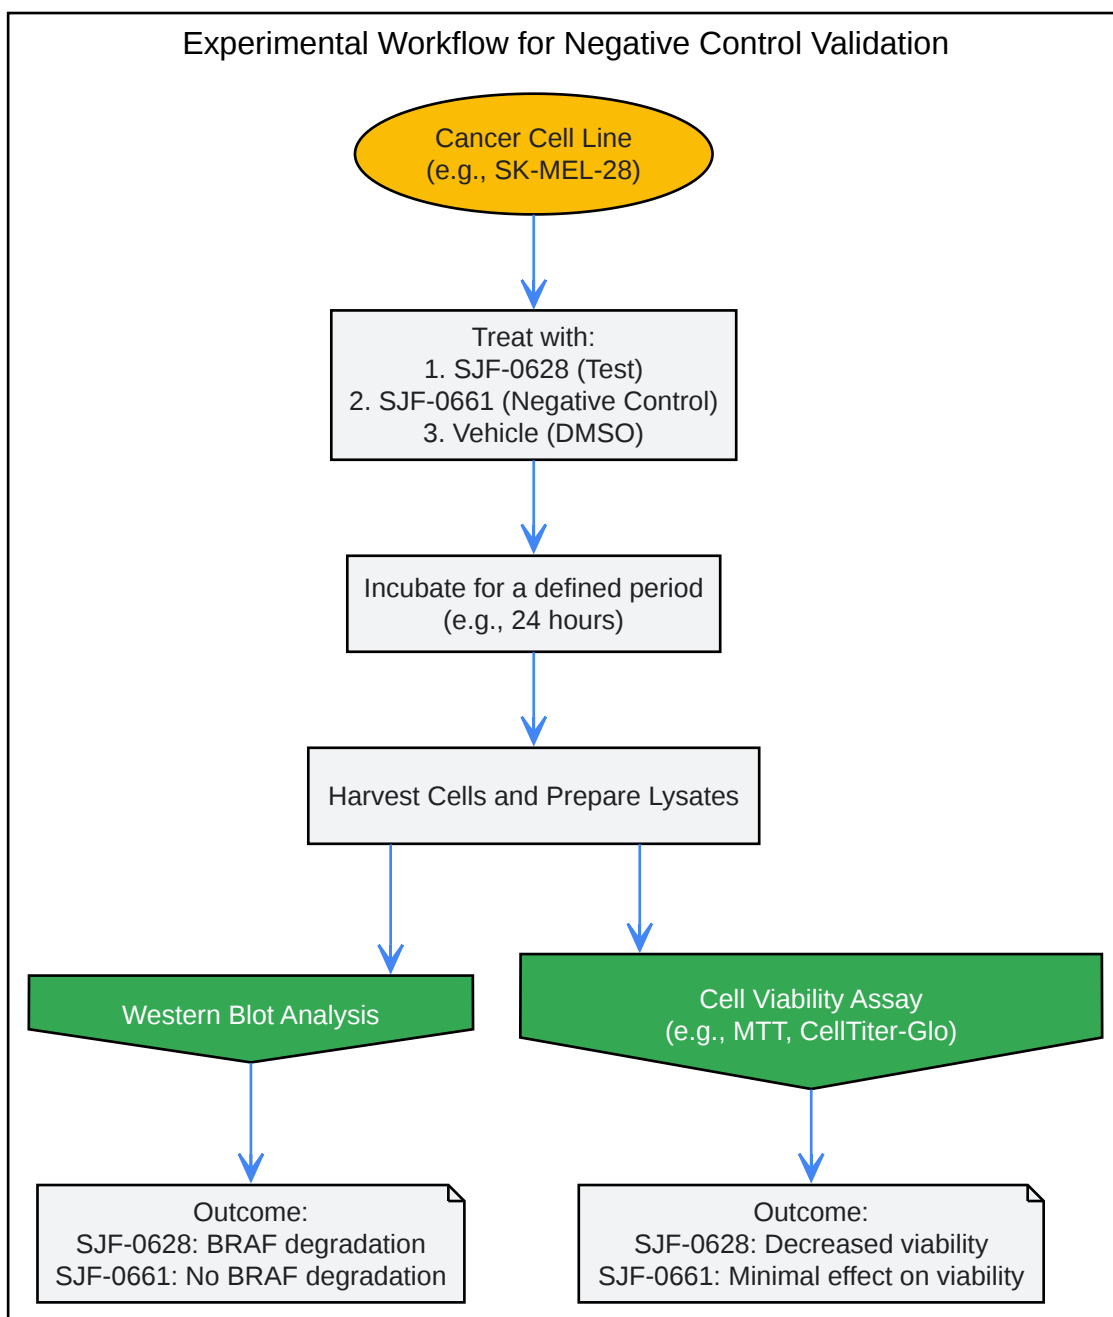 Experimental Workflow for Negative Control Validation
Cancer Cell Line
(e.g., SK-MEL-28)
Treat with:
1. SJF-0628 (Test)
2. SJF-0661 (Negative Control)
3. Vehicle (DMSO)
Incubate for a defined period
(e.g., 24 hours)
Harvest Cells and Prepare Lysates
Western Blot Analysis
Cell Viability Assay
(e.g., MTT, CellTiter-Glo)
Outcome:
SJF-0628: BRAF degradation
SJF-0661: No BRAF degradation
Outcome:
SJF-0628: Decreased viability
SJF-0661: Minimal effect on viability